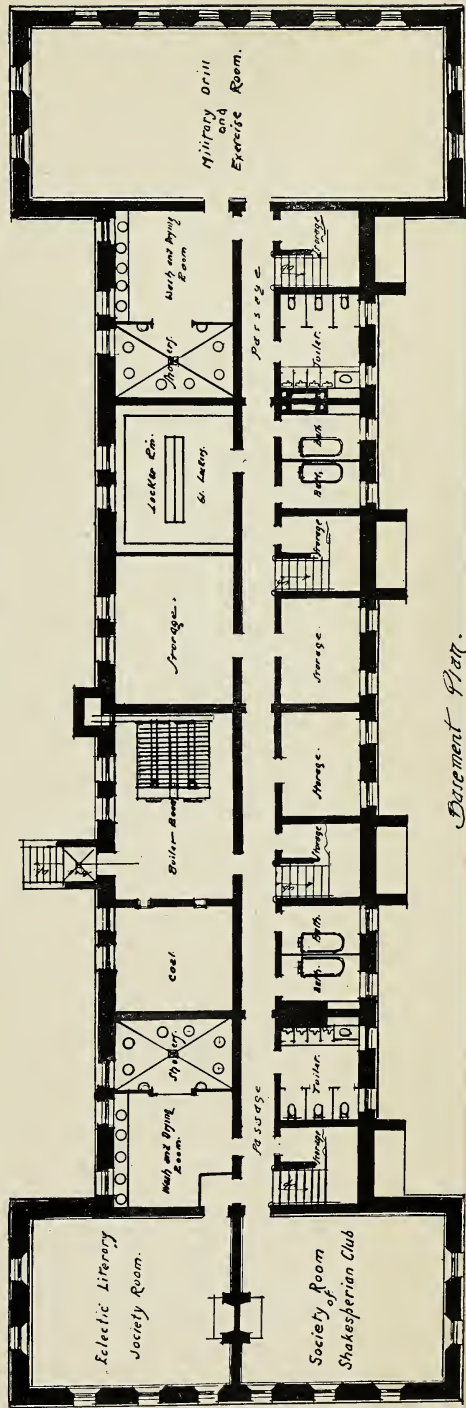 Military Drill
and
Exercise Room.
Wash and Drying
Room
Showers.
Locker Rm.
Storage.
Boiler Room
Coal
Showers.
Wash and Drying
Room.
Eclectic Literary
Society Room.
Passage
Passage
Storage
Toilet.
Bath
Bath.
Storage
Storage.
Storage.
Storage
Bath.
Bath.
Toilet.
Storage
Society Room
of
Shakesperian Club
Basement Plan.